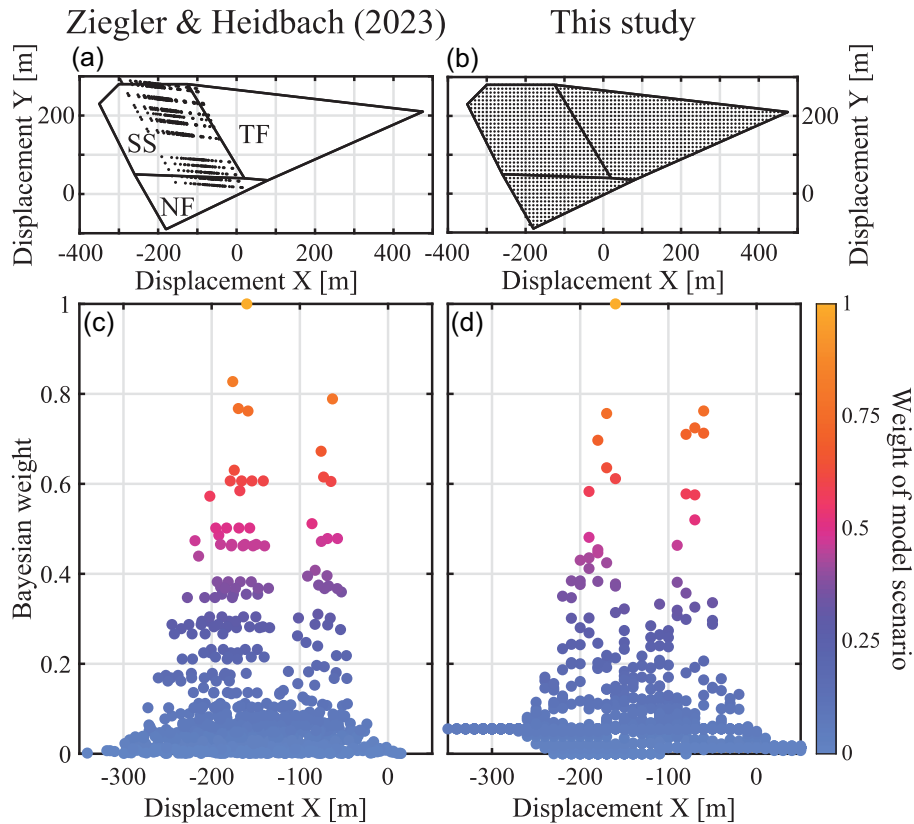 Ziegler & Heidbach (2023)
This study
(a)
(b)
Displacement Y [m]
200
0
SS
TF
NF
-400
-200
0
200
400
Displacement X [m]
-400
-200
0
200
400
Displacement X [m]
200
0
Displacement Y [m]
(c)
(d)
Bayesian weight
1
0.8
0.6
0.4
0.2
0
-300
-200
-100
0
Displacement X [m]
-300
-200
-100
0
Displacement X [m]
1
0.75
0.5
0.25
0
Weight of model scenario